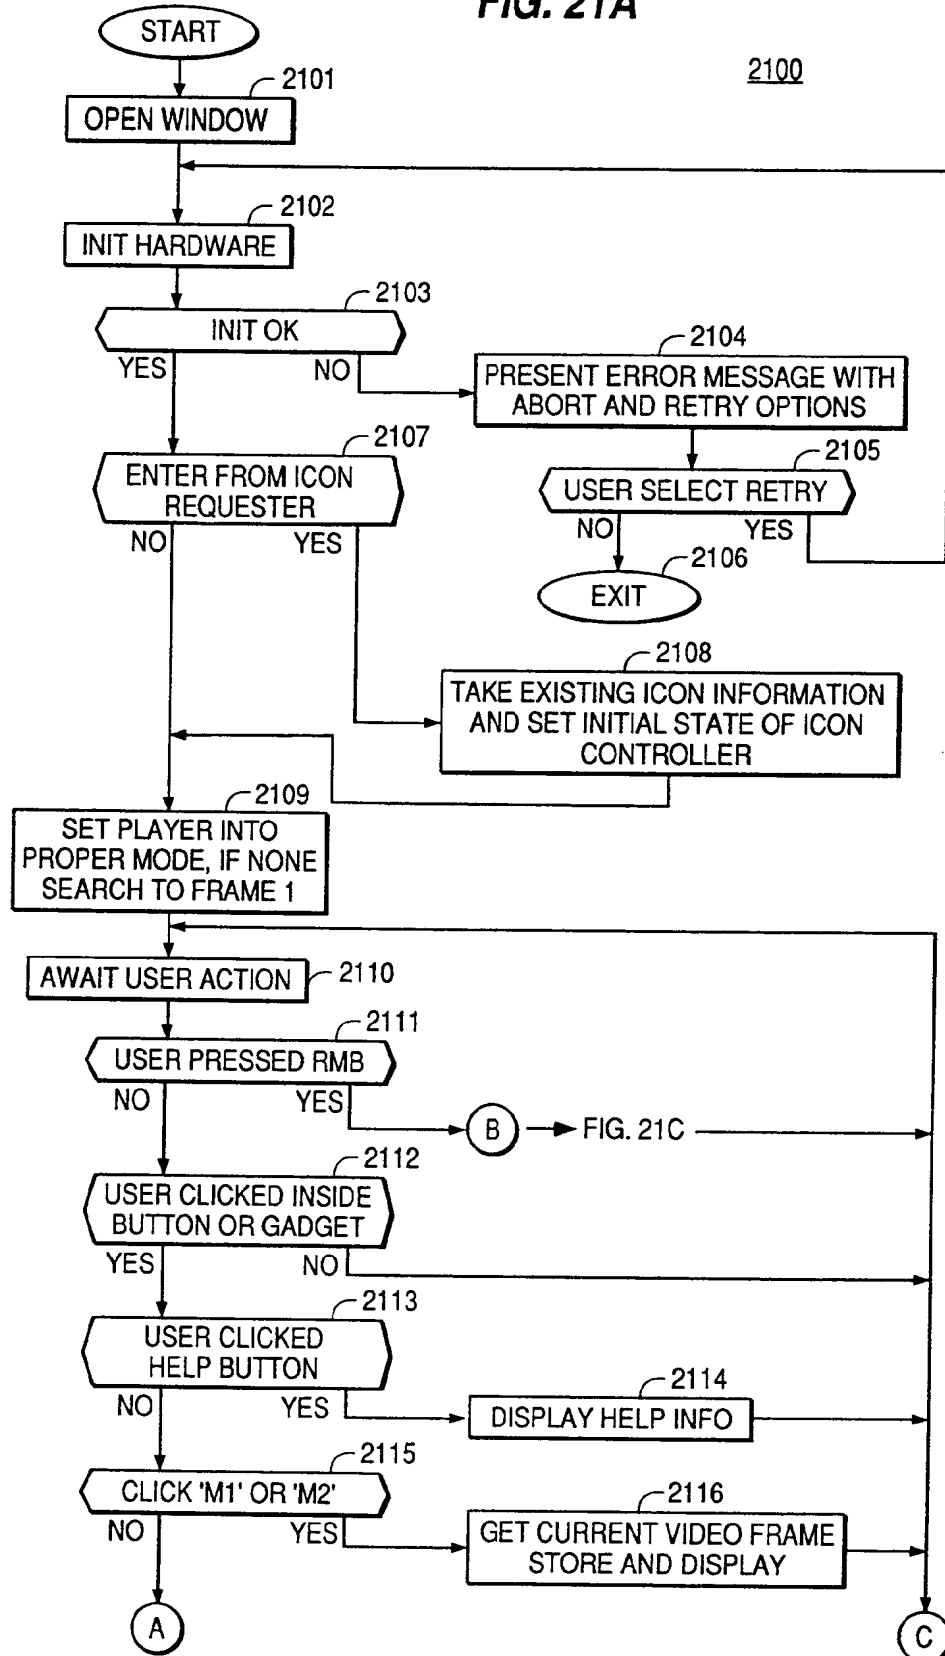 FIG. 21A
START
2100
2101
OPEN WINDOW
2102
INIT HARDWARE
2103
INIT OK
YES
NO
2104
PRESENT ERROR MESSAGE WITH
ABORT AND RETRY OPTIONS
2107
ENTER FROM ICON
REQUESTER
2105
USER SELECT RETRY
NO
YES
NO
YES
2106
EXIT
2108
TAKE EXISTING ICON INFORMATION
AND SET INITIAL STATE OF ICON
CONTROLLER
2109
SET PLAYER INTO
PROPER MODE, IF NONE
SEARCH TO FRAME 1
AWAIT USER ACTION
2110
2111
USER PRESSED RMB
NO
YES
B
FIG. 21C
2112
USER CLICKED INSIDE
BUTTON OR GADGET
YES
NO
2113
USER CLICKED
HELP BUTTON
NO
YES
2114
DISPLAY HELP INFO
2115
CLICK 'M1' OR 'M2'
NO
YES
2116
GET CURRENT VIDEO FRAME
STORE AND DISPLAY
A
C